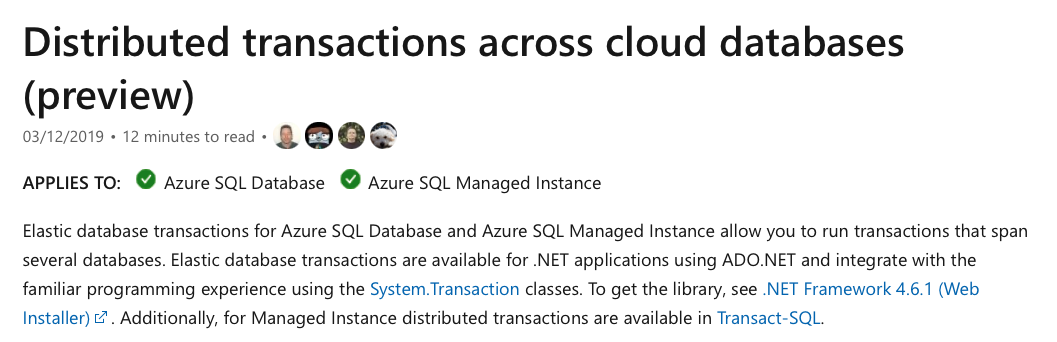 Distributed transactions across cloud databases
(preview)
03/12/2019 • 12 minutes to read •
APPLIES TO: Azure SQL Database Azure SQL Managed Instance
Elastic database transactions for Azure SQL Database and Azure SQL Managed Instance allow you to run transactions that span
several databases. Elastic database transactions are available for .NET applications using ADO.NET and integrate with the
familiar programming experience using the System.Transaction classes. To get the library, see .NET Framework 4.6.1 (Web
Installer). Additionally, for Managed Instance distributed transactions are available in Transact-SQL.